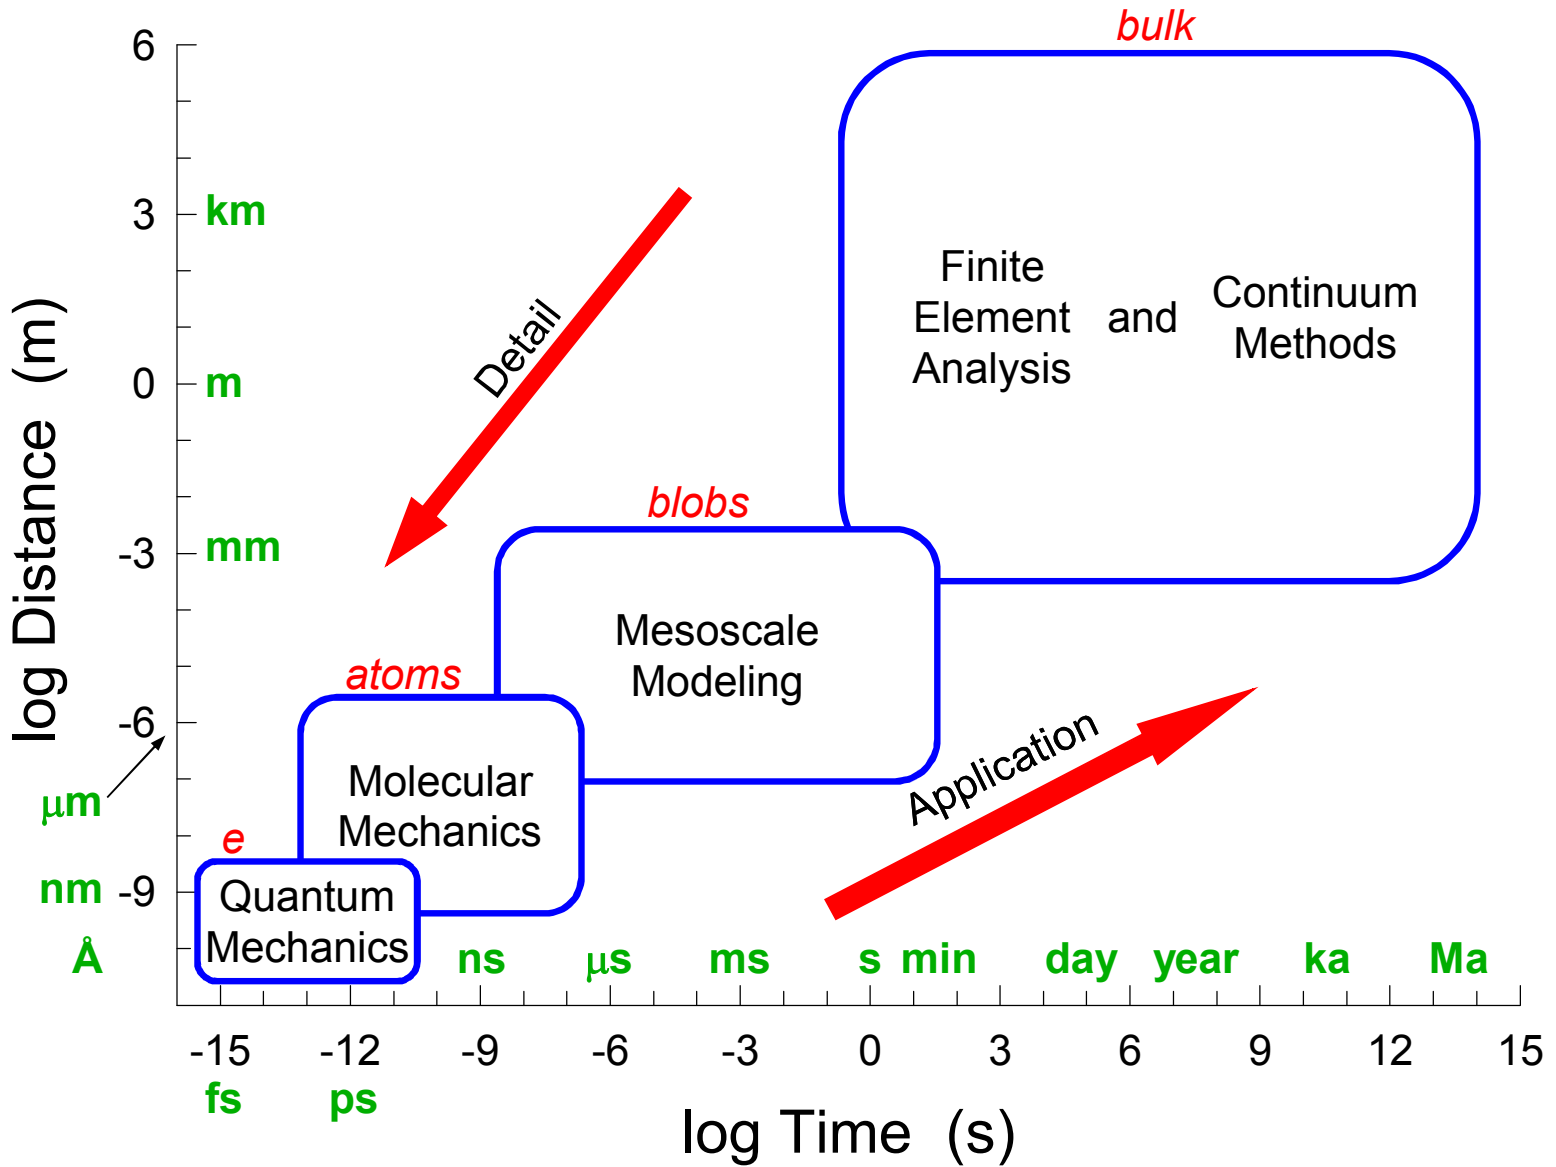 bulk
6
3
km
Finite
Element
Analysis
and
Continuum
Methods
Detail
0
m
log Distance (m)
blobs
-3
mm
Mesoscale
Modeling
atoms
-6
Application
Molecular
Mechanics
μm
e
nm
-9
Quantum
Mechanics
Å
ns
μs
ms
s
min
day
year
ka
Ma
-15
-12
-9
-6
-3
0
3
6
9
12
15
fs
ps
log Time (s)